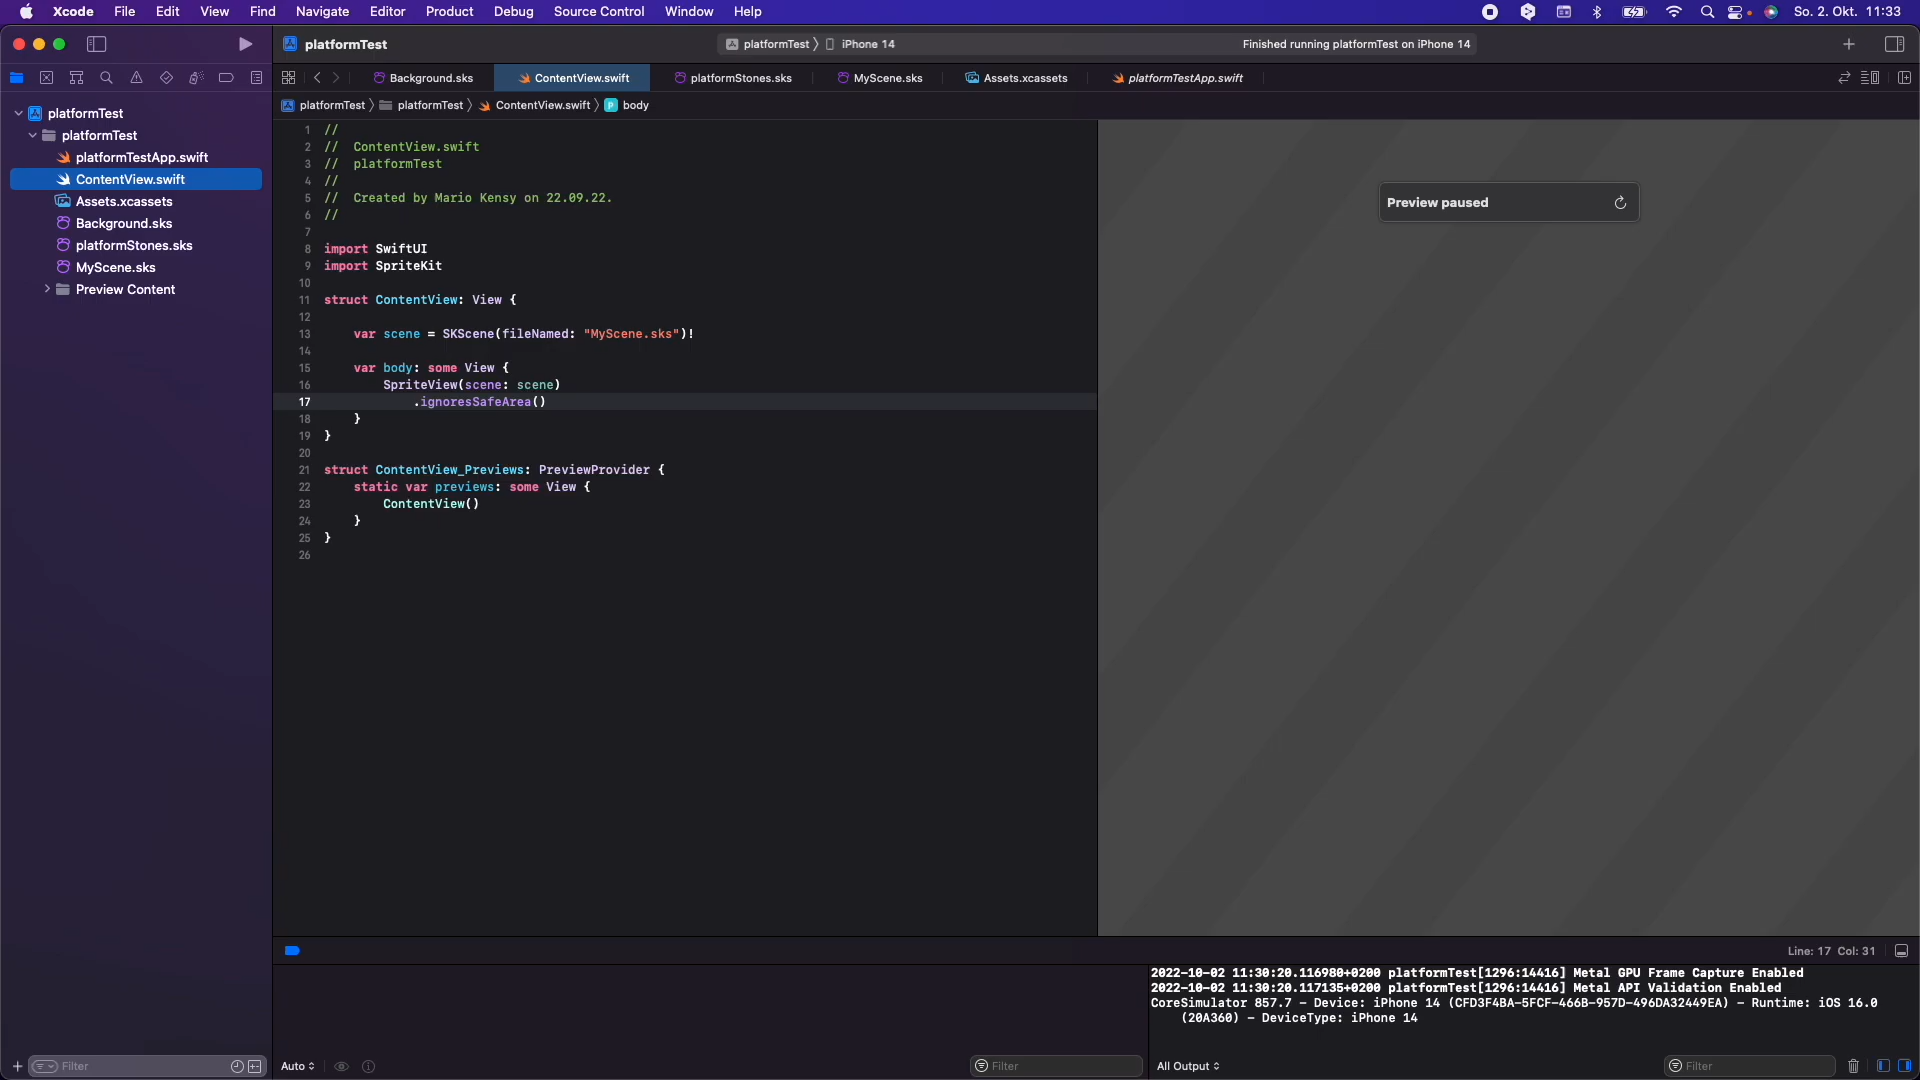 Xcode File Edit View Find Navigate Editor Product Debug Source Control Window Help So. 2. Okt. 11:33
platformTest platformTest iPhone 14 Finished running platformTest on iPhone 14
Background.sks ContentView.swift platformStones.sks MyScene.sks Assets.xcassets platformTestApp.swift
platformTest platformTest ContentView.swift P body
platformTest
platformTest
platformTestApp.swift
ContentView.swift
Assets.xcassets
Background.sks
platformStones.sks
MyScene.sks
Preview Content
1 //
2 // ContentView.swift
3 // platformTest
4 //
5 // Created by Mario Kensy on 22.09.22.
6 //
7
8 import SwiftUI
9 import SpriteKit
10
11 struct ContentView: View {
12
13 var scene = SKScene(fileNamed: "MyScene.sks")!
14
15 var body: some View {
16 SpriteView(scene: scene)
17 .ignoresSafeArea()
18 }
19 }
20
21 struct ContentView_Previews: PreviewProvider {
22 static var previews: some View {
23 ContentView()
24 }
25 }
26
Preview paused
Line: 17 Col: 31
2022-10-02 11:30:20.116980+0200 platformTest[1296:14416] Metal GPU Frame Capture Enabled
2022-10-02 11:30:20.117135+0200 platformTest[1296:14416] Metal API Validation Enabled
CoreSimulator 857.7 - Device: iPhone 14 (CFD3F4BA-5FCF-466B-957D-496DA32449EA) - Runtime: iOS 16.0
(20A360) - DeviceType: iPhone 14
Filter Auto Filter All Output Filter